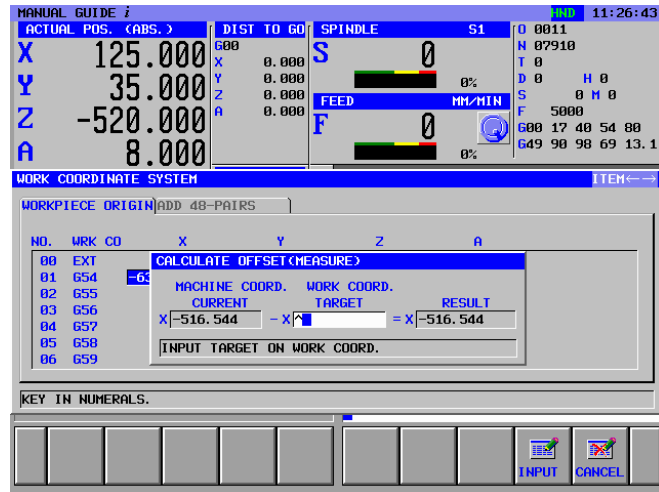 MANUAL GUIDE i HND 11:26:43
ACTUAL POS. (ABS.) DIST TO GO SPINDLE S1 O 0011
X 125.000 G00 S 0 N 07910
X 0.000 T 0
Y 35.000 Y 0.000 0% D 0 H 0
Z 0.000 FEED MM/MIN S 0 M 0
Z -520.000 A 0.000 F 0 F 5000
G00 17 40 54 80
A 8.000 0% G49 90 98 69 13.1
WORK COORDINATE SYSTEM ITEM←→
WORKPIECE ORIGIN ADD 48-PAIRS
NO. WRK CO X Y Z A
00 EXT CALCULATE OFFSET(MEASURE)
01 G54 -63
02 G55 MACHINE COORD. WORK COORD.
03 G56 CURRENT TARGET RESULT
04 G57 X -516.544 - X ^ = X -516.544
05 G58 INPUT TARGET ON WORK COORD.
06 G59
KEY IN NUMERALS.
INPUT CANCEL